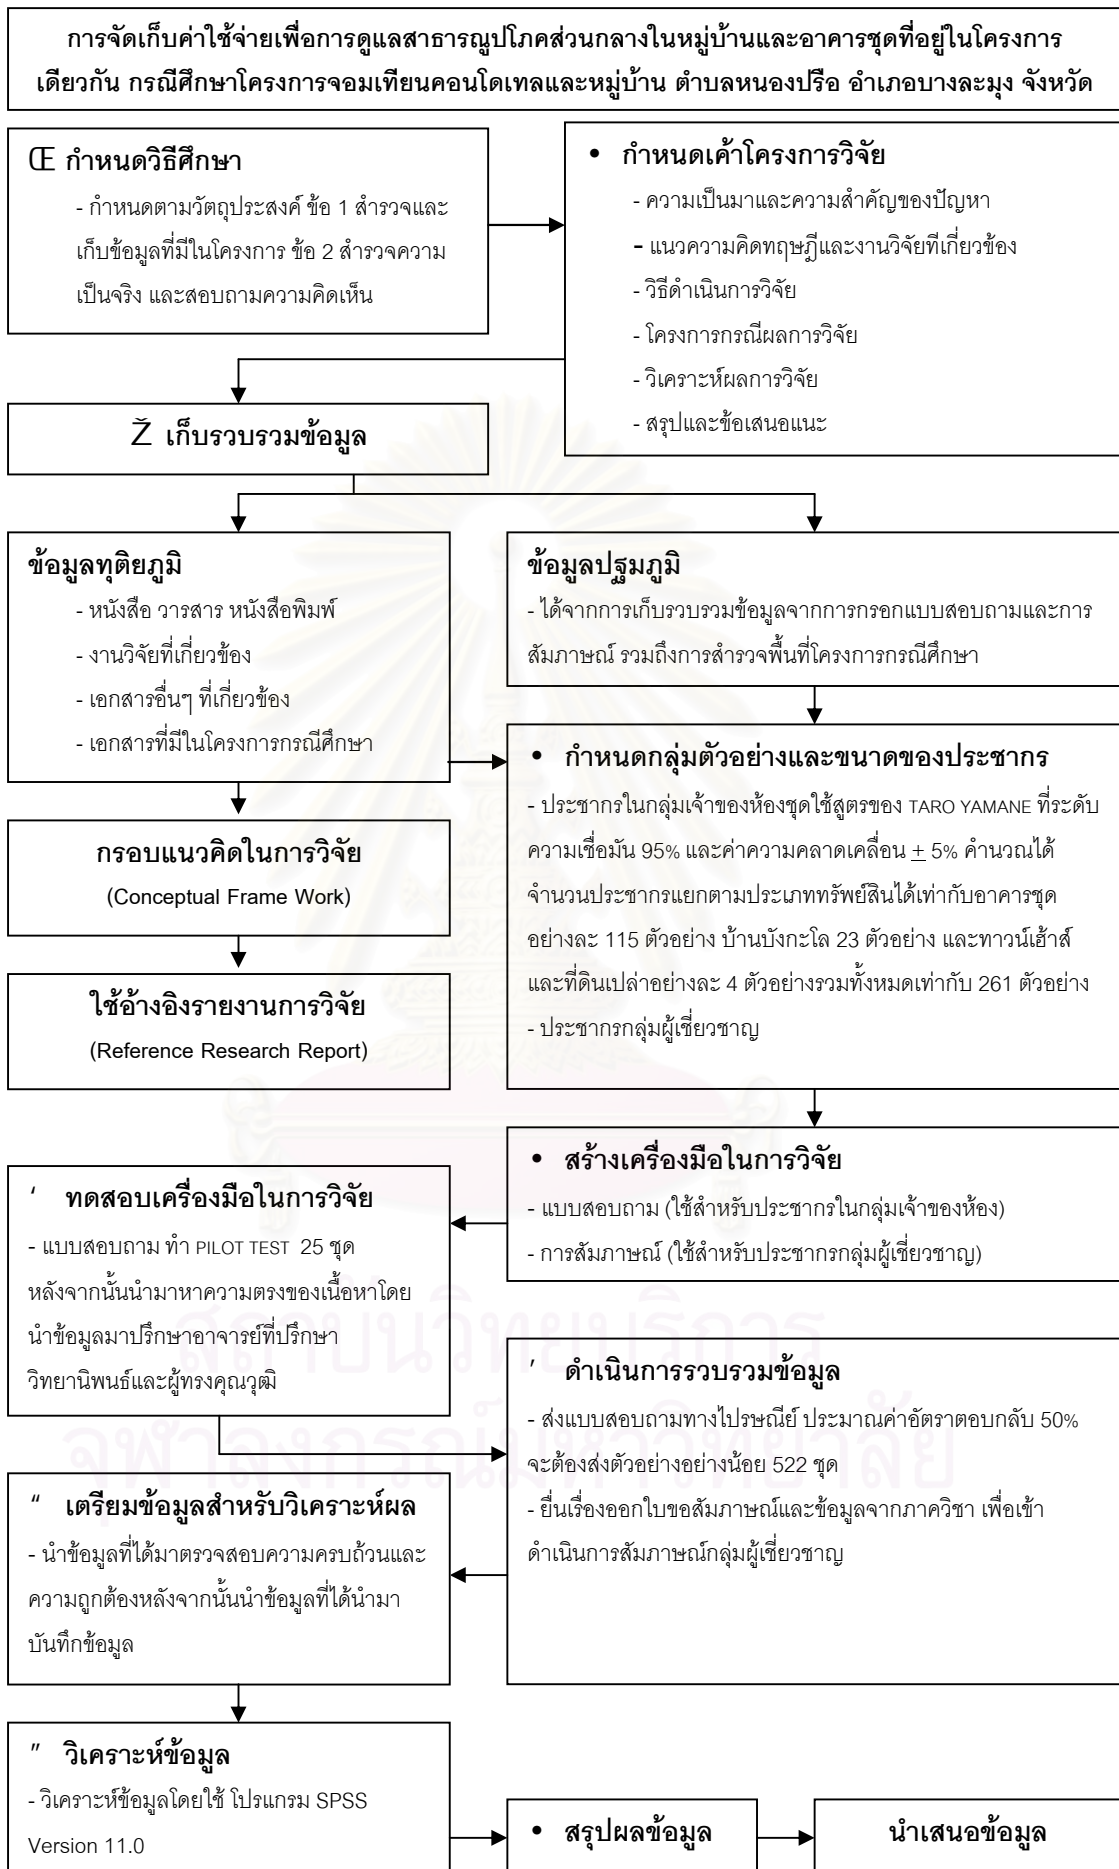 การจัดเก็บค่าใช้จ่ายเพื่อการดูแลสาธารณูปโภคส่วนกลางในหมู่บ้านและอาคารชุดที่อยู่ในโครงการ
เดียวกัน กรณีศึกษาโครงการจอมเทียนคอนโดเทลและหมู่บ้าน ตำบลหนองปรือ อำเภอบางละมุง จังหวัด
Œ กำหนดวิธีศึกษา
- กำหนดตามวัตถุประสงค์ ข้อ 1 สำรวจและ
เก็บข้อมูลที่มีในโครงการ ข้อ 2 สำรวจความ
เป็นจริง และสอบถามความคิดเห็น
• กำหนดเค้าโครงการวิจัย
- ความเป็นมาและความสำคัญของปัญหา
- แนวความคิดทฤษฎีและงานวิจัยทีเกี่ยวข้อง
- วิธีดำเนินการวิจัย
- โครงการกรณีผลการวิจัย
- วิเคราะห์ผลการวิจัย
- สรุปและข้อเสนอแนะ
Ž เก็บรวบรวมข้อมูล
ข้อมูลทุติยภูมิ
- หนังสือ วารสาร หนังสือพิมพ์
- งานวิจัยที่เกี่ยวข้อง
- เอกสารอื่นๆ ที่เกี่ยวข้อง
- เอกสารที่มีในโครงการกรณีศึกษา
ข้อมูลปฐมภูมิ
- ได้จากการเก็บรวบรวมข้อมูลจากการกรอกแบบสอบถามและการ
สัมภาษณ์ รวมถึงการสำรวจพื้นที่โครงการกรณีศึกษา
กรอบแนวคิดในการวิจัย
(Conceptual Frame Work)
ใช้อ้างอิงรายงานการวิจัย
(Reference Research Report)
• กำหนดกลุ่มตัวอย่างและขนาดของประชากร
- ประชากรในกลุ่มเจ้าของห้องชุดใช้สูตรของ TARO YAMANE ที่ระดับ
ความเชื่อมัน 95% และค่าความคลาดเคลื่อน + 5% คำนวณได้
จำนวนประชากรแยกตามประเภททรัพย์สินได้เท่ากับอาคารชุด
อย่างละ 115 ตัวอย่าง บ้านบังกะโล 23 ตัวอย่าง และทาวน์เฮ้าส์
และที่ดินเปล่าอย่างละ 4 ตัวอย่างรวมทั้งหมดเท่ากับ 261 ตัวอย่าง
- ประชากรกลุ่มผู้เชี่ยวชาญ
• สร้างเครื่องมือในการวิจัย
- แบบสอบถาม (ใช้สำหรับประชากรในกลุ่มเจ้าของห้อง)
- การสัมภาษณ์ (ใช้สำหรับประชากรกลุ่มผู้เชี่ยวชาญ)
‘ ทดสอบเครื่องมือในการวิจัย
- แบบสอบถาม ทำ PILOT TEST 25 ชุด
หลังจากนั้นนำมาหาความตรงของเนื้อหาโดย
นำข้อมูลมาปรึกษาอาจารย์ที่ปรึกษา
วิทยานิพนธ์และผู้ทรงคุณวุฒิ
’ ดำเนินการรวบรวมข้อมูล
- ส่งแบบสอบถามทางไปรษณีย์ ประมาณค่าอัตราตอบกลับ 50%
จะต้องส่งตัวอย่างอย่างน้อย 522 ชุด
- ยื่นเรื่องออกใบขอสัมภาษณ์และข้อมูลจากภาควิชา เพื่อเข้า
ดำเนินการสัมภาษณ์กลุ่มผู้เชี่ยวชาญ
“ เตรียมข้อมูลสำหรับวิเคราะห์ผล
- นำข้อมูลที่ได้มาตรวจสอบความครบถ้วนและ
ความถูกต้องหลังจากนั้นนำข้อมูลที่ได้นำมา
บันทึกข้อมูล
” วิเคราะห์ข้อมูล
- วิเคราะห์ข้อมูลโดยใช้ โปรแกรม SPSS
Version 11.0
• สรุปผลข้อมูล
นำเสนอข้อมูล
สถาบันวิทยบริการ
จุฬาลงกรณ์มหาวิทยาลัย